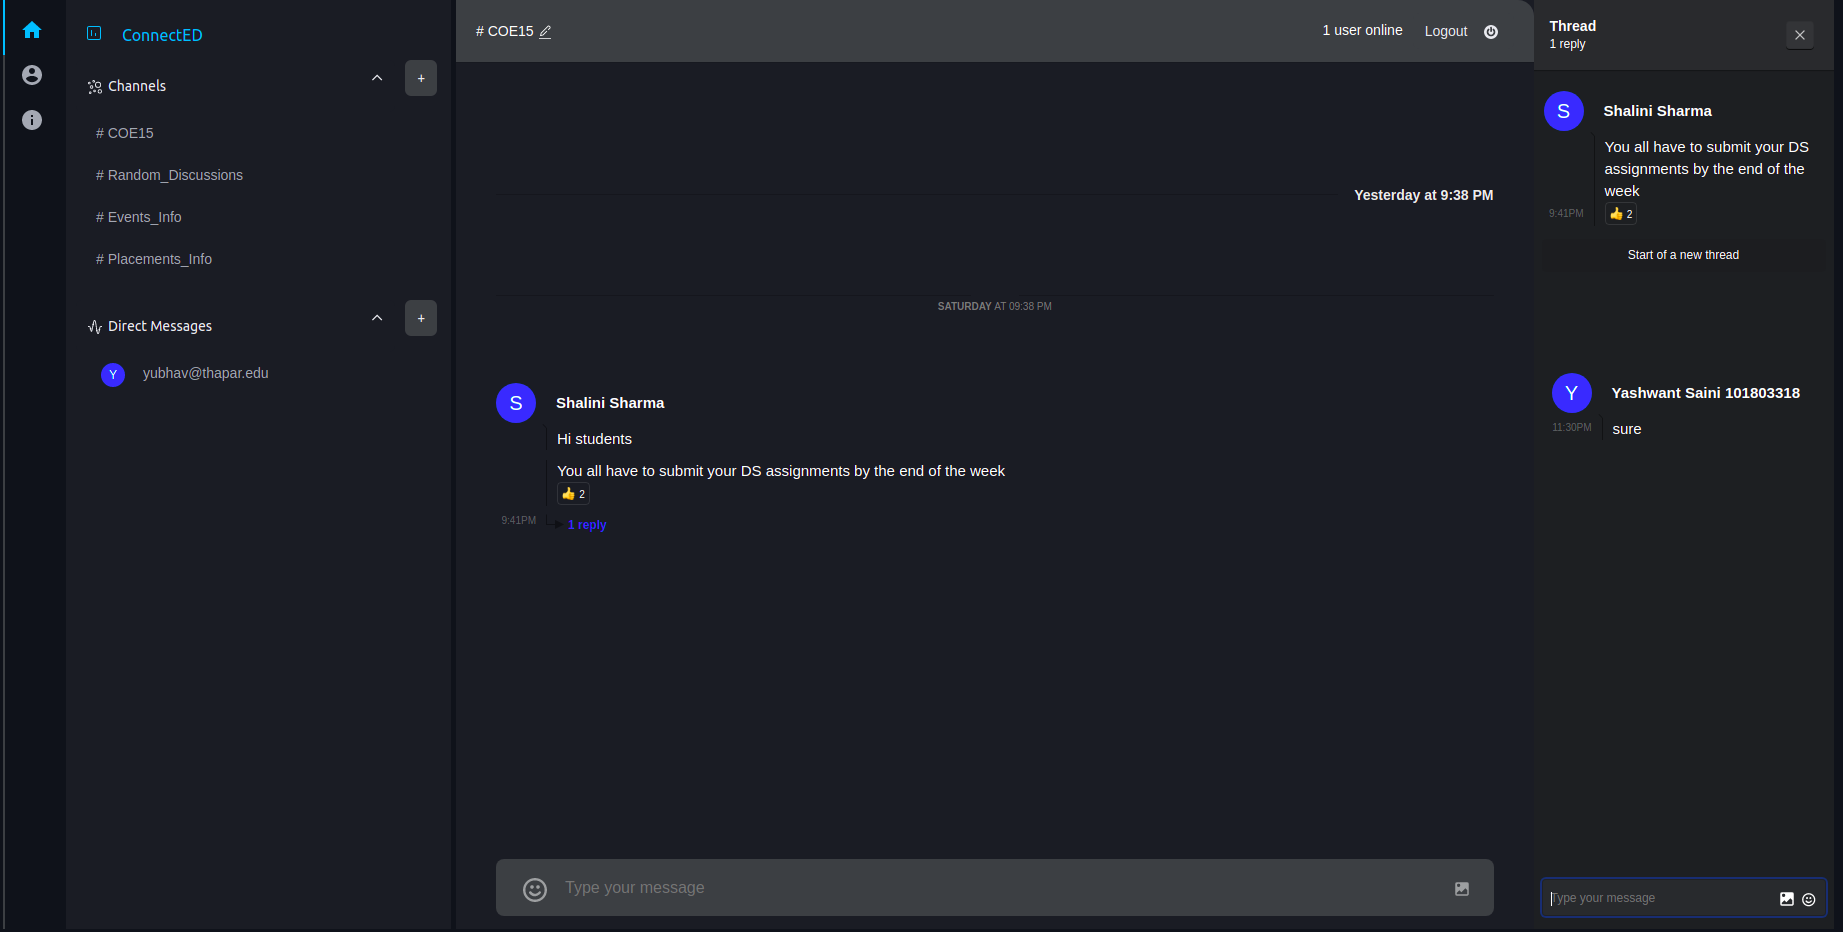 ConnectED
Channels
+
# COE15
# Random_Discussions
# Events_Info
# Placements_Info
Direct Messages
+
Y
yubhav@thapar.edu
# COE15
1 user online
Logout
Yesterday at 9:38 PM
SATURDAY AT 09:38 PM
S
Shalini Sharma
Hi students
You all have to submit your DS assignments by the end of the week
👍 2
9:41PM
1 reply
Type your message
Thread
1 reply
S
Shalini Sharma
You all have to submit your DS
assignments by the end of the
week
9:41PM
👍 2
Start of a new thread
Y
Yashwant Saini 101803318
11:30PM
sure
Type your message